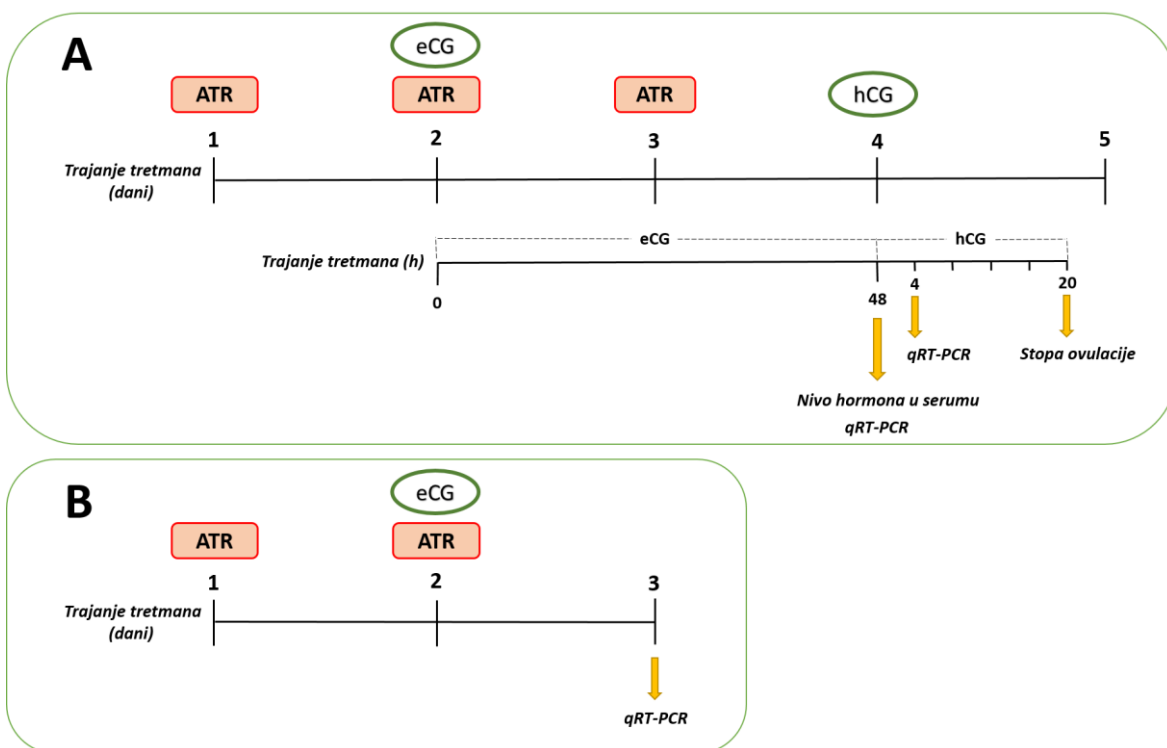 A
eCG
ATR
ATR
ATR
hCG
1
2
3
4
5
Trajanje tretmana
(dani)
eCG
hCG
Trajanje tretmana (h)
0
48
4
20
qRT-PCR
Stopa ovulacije
Nivo hormona u serumu
qRT-PCR
B
eCG
ATR
ATR
1
2
3
Trajanje tretmana
(dani)
qRT-PCR